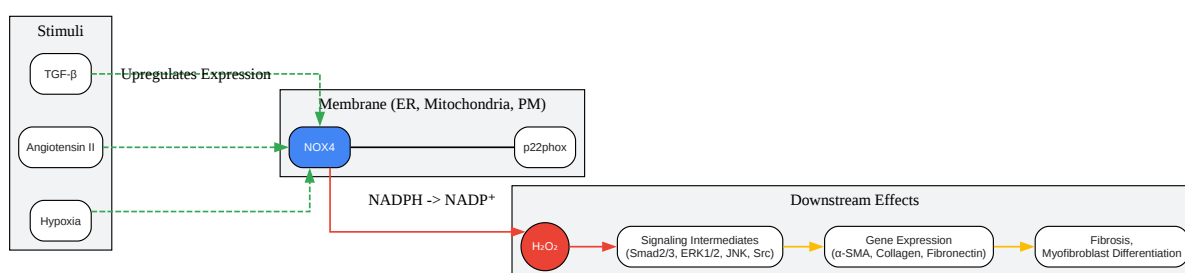 Stimuli
TGF-β
Upregulates Expression
Angiotensin II
Hypoxia
Membrane (ER, Mitochondria, PM)
NOX4
p22phox
NADPH -> NADP⁺
Downstream Effects
H₂O₂
Signaling Intermediates
(Smad2/3, ERK1/2, JNK, Src)
Gene Expression
(α-SMA, Collagen, Fibronectin)
Fibrosis,
Myofibroblast Differentiation